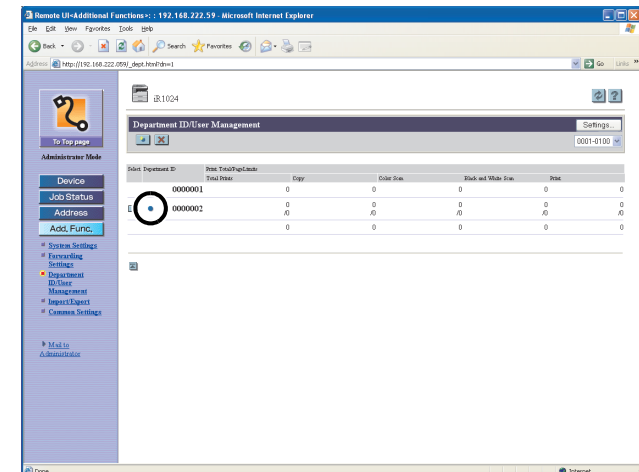 Remote UI<Additional Functions>: : 192.168.222.59 - Microsoft Internet Explorer
File Edit View Favorites Tools Help
Back Search Favorites
Address http://192.168.222.059/_dept.html?dn=1 Go Links »
iR1024
To Top page
Administrator Mode
Department ID/User Management Settings...
0001-0100
Device
Job Status
Address
Add. Func.
System Settings
Forwarding
Settings
Department
ID/User
Management
Import/Export
Common Settings
Mail to
Administrator
Select Department ID Print Total/PageLimits
Total Prints Copy Color Scan Black and White Scan Print
0000001 0 0 0 0 0
0000002 0 0 0 0 0
/0 /0 /0 /0 /0
0 0 0 0 0
Done Internet